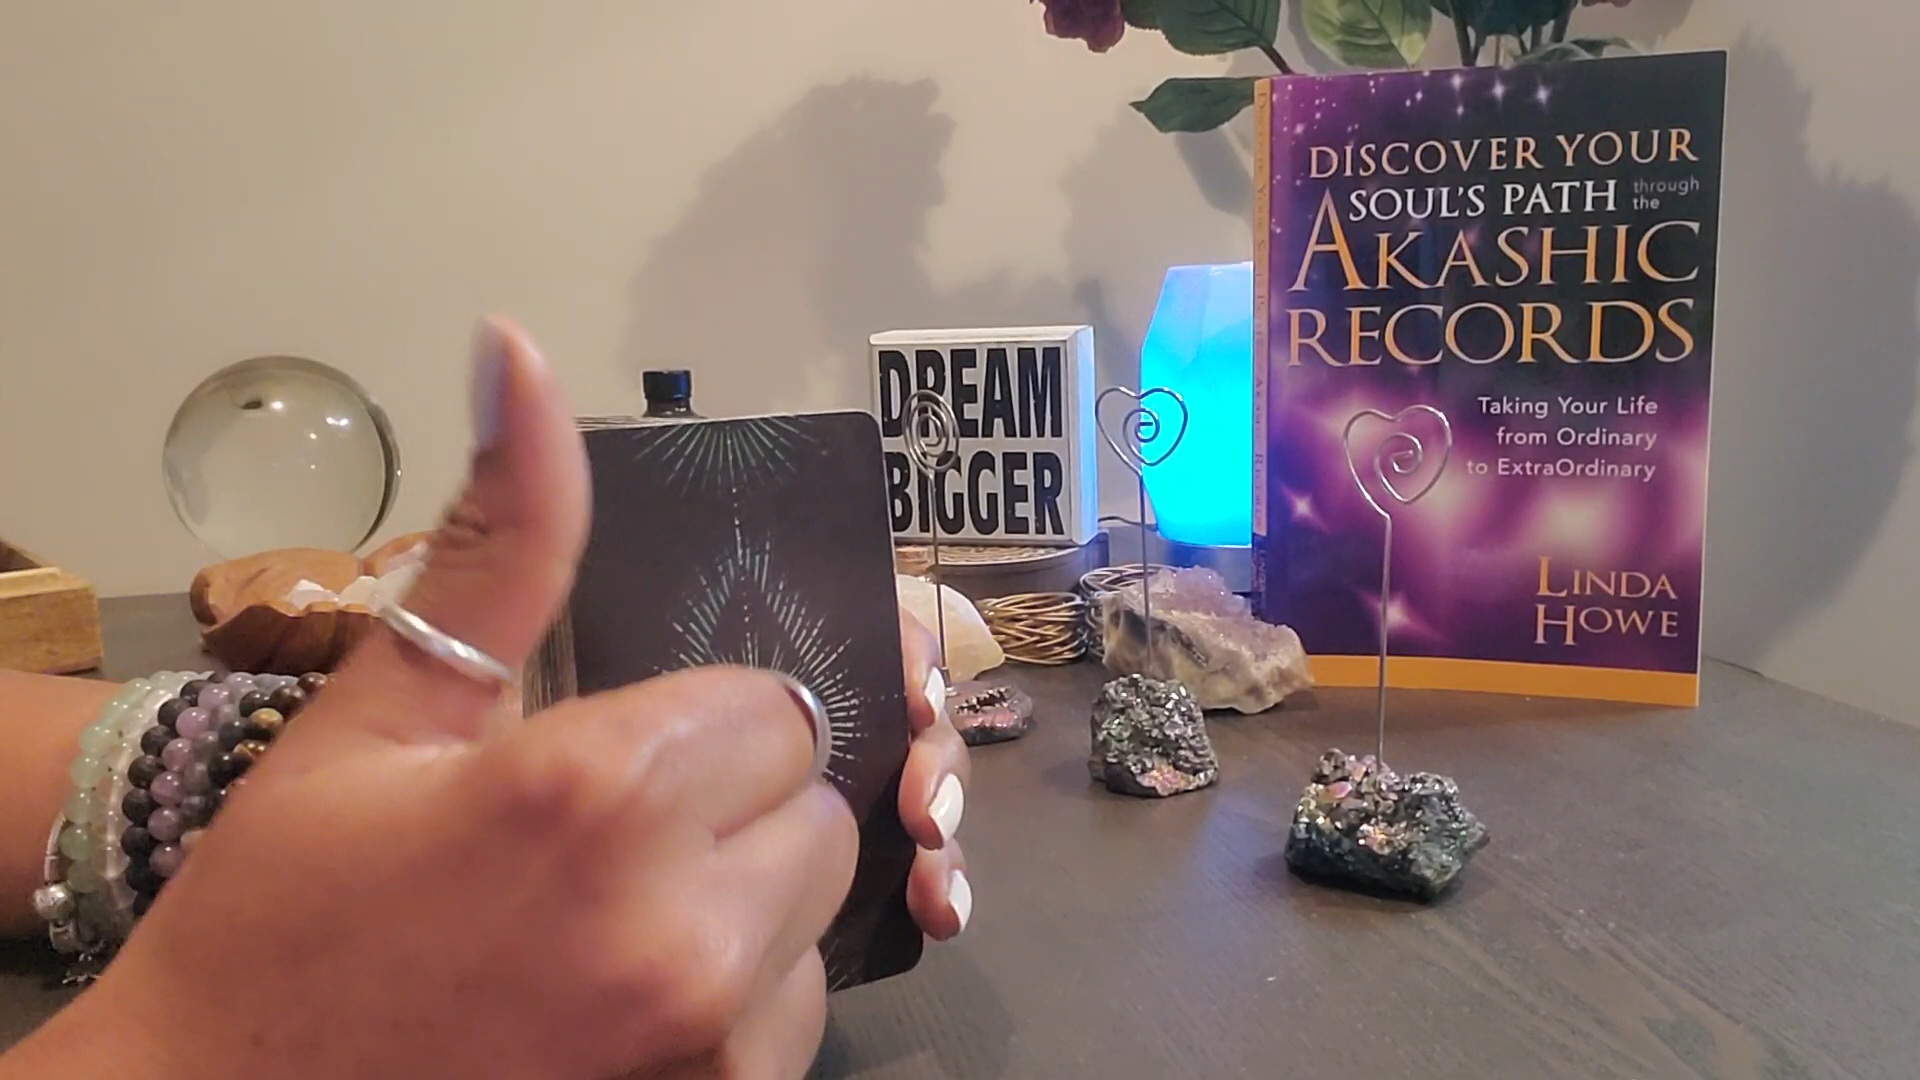 DREAM
BIGGER
DISCOVER YOUR
SOUL'S PATH through the
AKASHIC
RECORDS
Taking Your Life
from Ordinary
to ExtraOrdinary
LINDA
HOWE